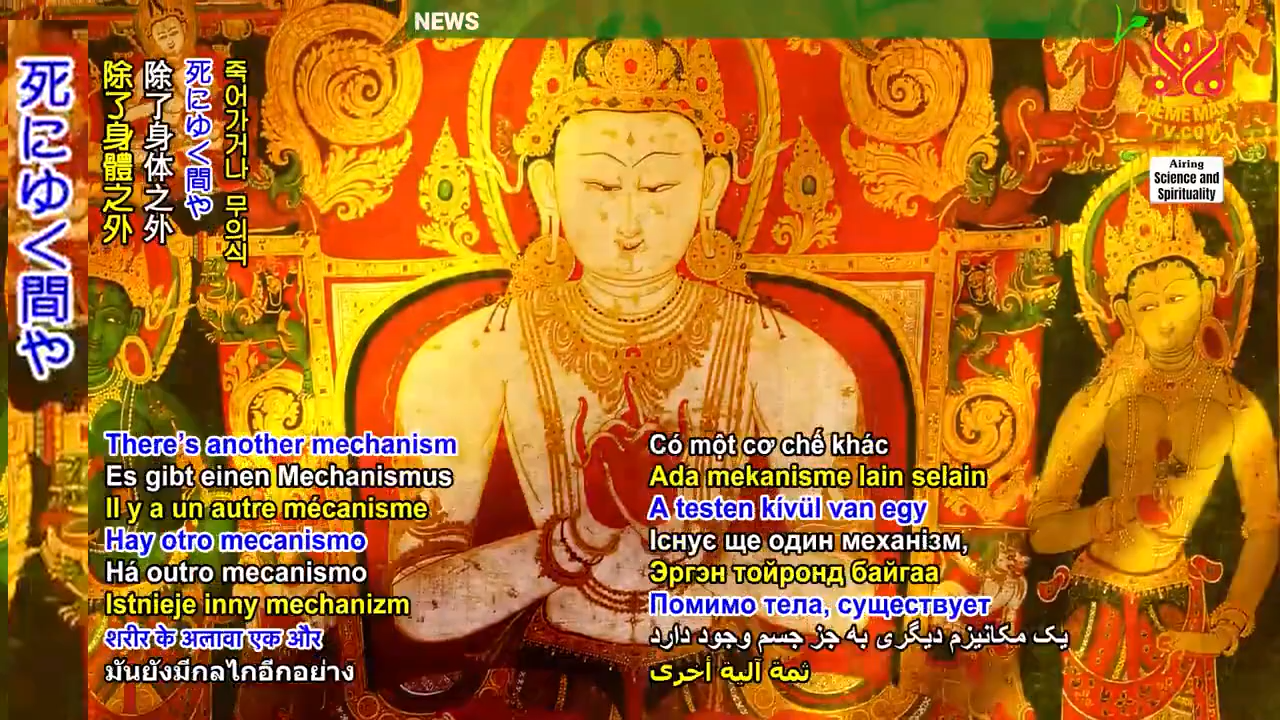 NEWS
死にゆく間や
除了身體之外
除了身体之外
死にゆく間や
죽어가거나 무의식
TV.COM
Airing
Science and
Spirituality
There's another mechanism
Es gibt einen Mechanismus
Il y a un autre mécanisme
Hay otro mecanismo
Há outro mecanismo
Istnieje inny mechanizm
शरीर के अलावा एक और
มันยังมีกลไกอีกอย่าง
Có một cơ chế khác
Ada mekanisme lain selain
A testen kívül van egy
Існує ще один механізм,
Эргэн тойронд байгаа
Помимо тела, существует
یک مکانیزم دیگری به جز جسم وجود دارد
ثمة آلية أخرى